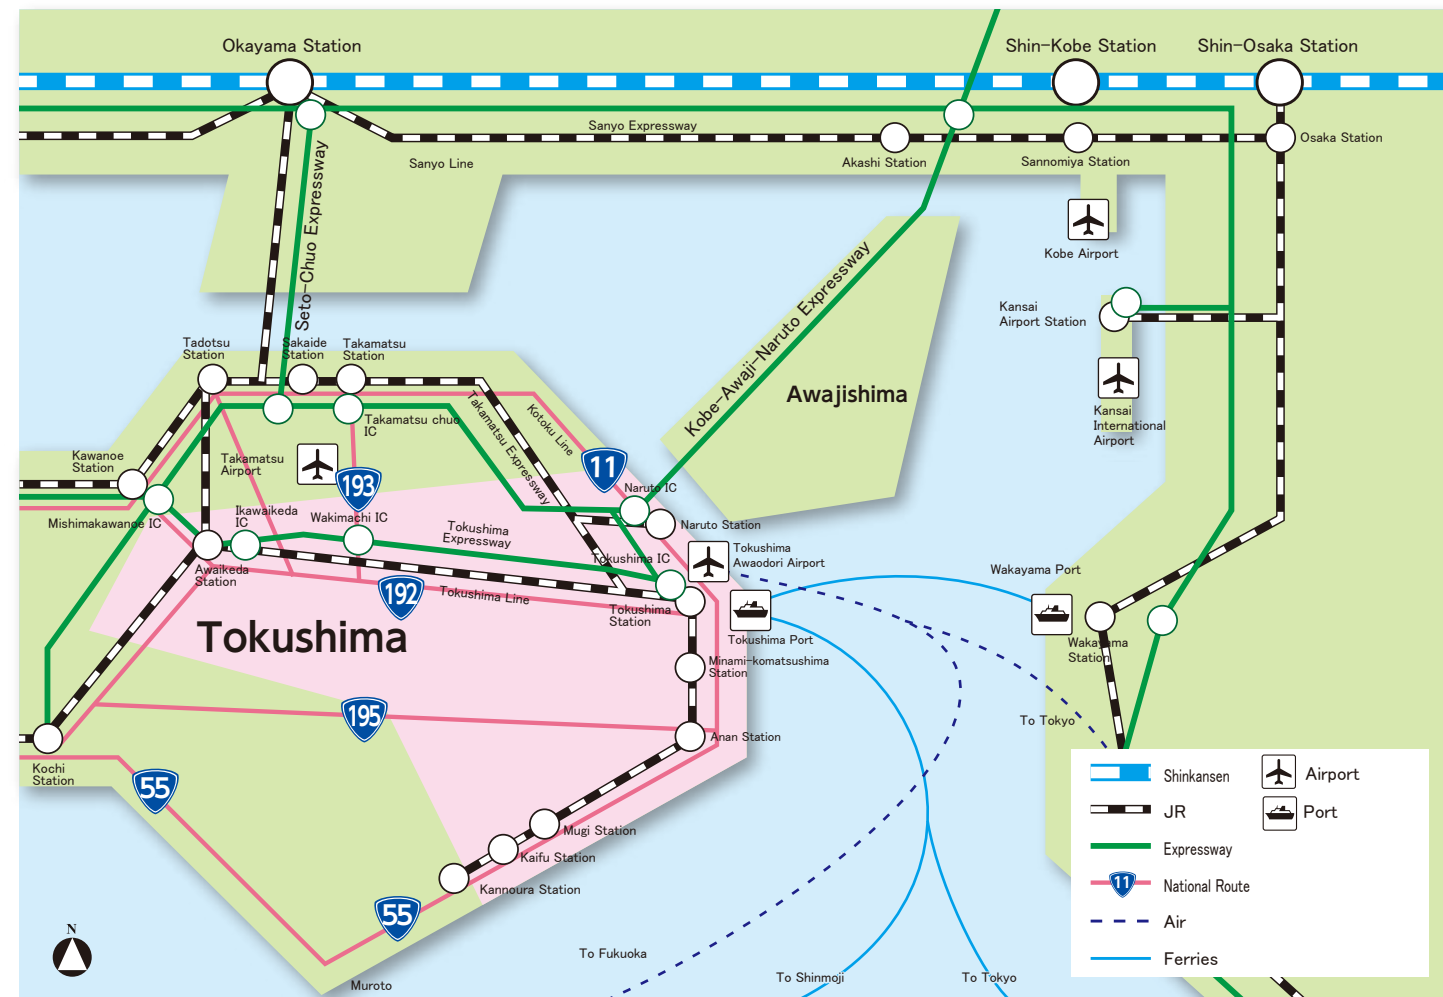 Okayama Station
Shin-Kobe Station
Shin-Osaka Station
Sanyo Expressway
Sanyo Line
Akashi Station
Sannomiya Station
Osaka Station
Seto-Chuo Expressway
Kobe Airport
Kobe-Awaji-Naruto Expressway
Kansai
Airport Station
Tadotsu
Station
Sakaide
Station
Takamatsu
Station
Awajishima
Kansai
International
Airport
Takamatsu chuo
IC
Takamatsu Expressway
Kotoku Line
Kawanoe
Station
Takamatsu
Airport
11
193
Naruto IC
Mishimakawanoe IC
Ikawaikeda
IC
Wakimachi IC
Tokushima
Expressway
Naruto Station
Tokushima IC
Tokushima
Awaodori Airport
Awaikeda
Station
192
Tokushima Line
Wakayama Port
Tokushima
Station
Tokushima Port
Tokushima
Wakayama
Station
Minami-komatsushima
Station
195
To Tokyo
Anan Station
Kochi
Station
55
Mugi Station
Kaifu Station
Kannoura Station
55
N
Muroto
To Fukuoka
To Shinmoji
To Tokyo
Shinkansen
Airport
JR
Port
Expressway
11
National Route
Air
Ferries